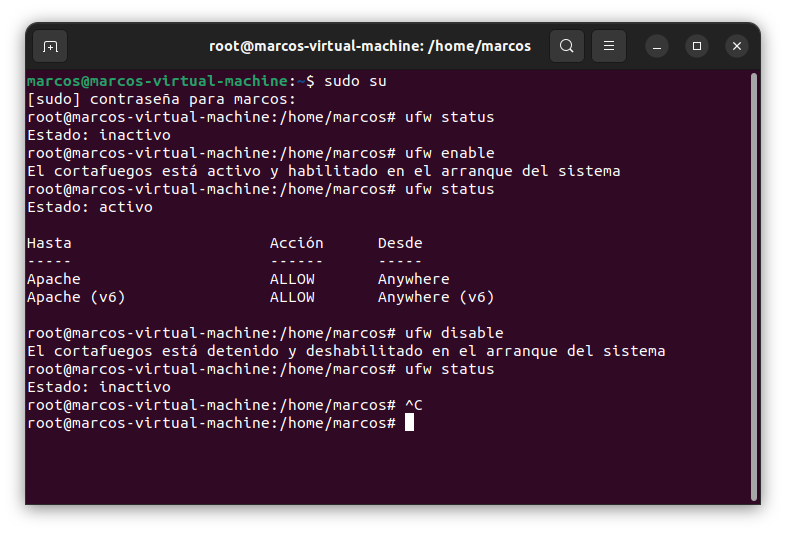 root@marcos-virtual-machine: /home/marcos
marcos@marcos-virtual-machine:~$ sudo su
[sudo] contraseña para marcos:
root@marcos-virtual-machine:/home/marcos# ufw status
Estado: inactivo
root@marcos-virtual-machine:/home/marcos# ufw enable
El cortafuegos está activo y habilitado en el arranque del sistema
root@marcos-virtual-machine:/home/marcos# ufw status
Estado: activo
Hasta                      Acción      Desde
-----                      ------      -----
Apache                     ALLOW       Anywhere
Apache (v6)                ALLOW       Anywhere (v6)
root@marcos-virtual-machine:/home/marcos# ufw disable
El cortafuegos está detenido y deshabilitado en el arranque del sistema
root@marcos-virtual-machine:/home/marcos# ufw status
Estado: inactivo
root@marcos-virtual-machine:/home/marcos# ^C
root@marcos-virtual-machine:/home/marcos#